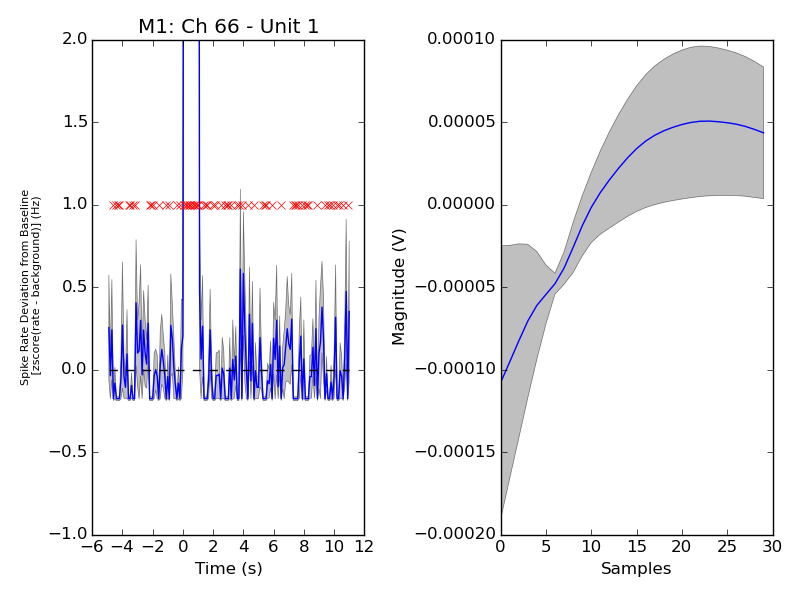 M1: Ch 66 - Unit 1
2.0
1.5
1.0
0.5
0.0
−0.5
−1.0
−6 −4 −2 0 2 4 6 8 10 12
Time (s)
Spike Rate Deviation from Baseline
[zscore(rate - background)] (Hz)
0.00010
0.00005
0.00000
−0.00005
−0.00010
−0.00015
−0.00020
0 5 10 15 20 25 30
Samples
Magnitude (V)